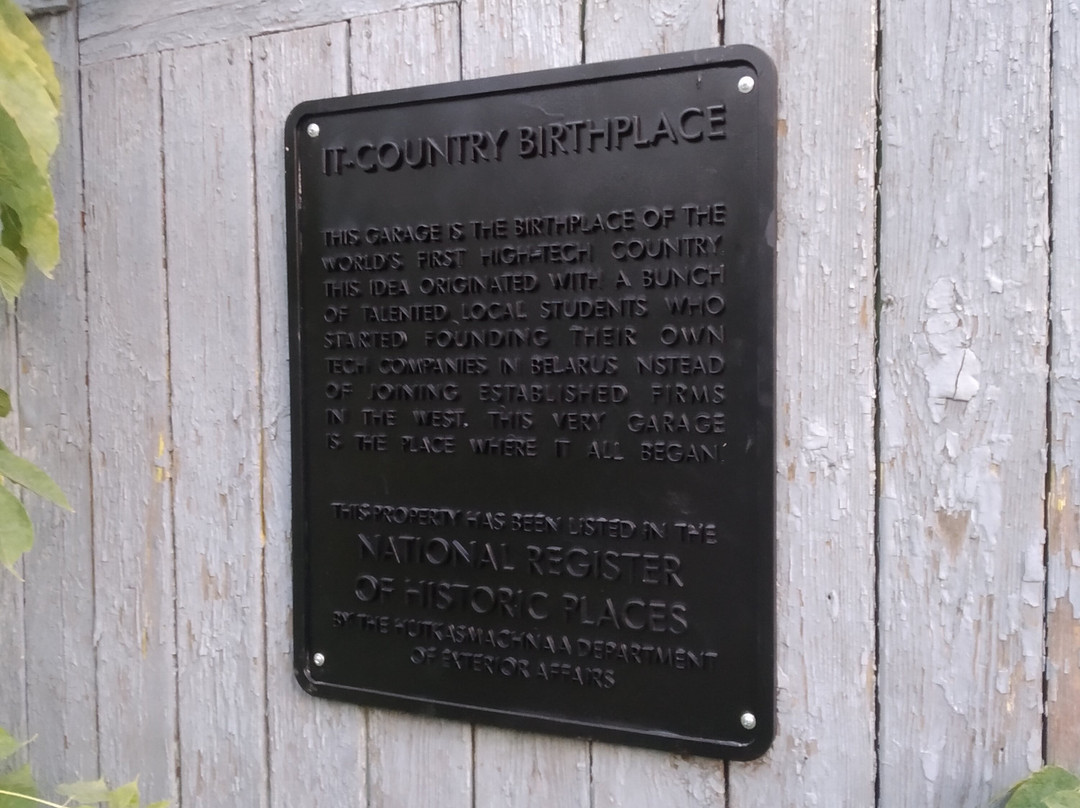 IT-COUNTRY BIRTHPLACE
THIS GARAGE IS THE BIRTHPLACE OF THE
WORLD'S FIRST HIGH-TECH COUNTRY.
THIS IDEA ORIGINATED WITH A BUNCH
OF TALENTED LOCAL STUDENTS WHO
STARTED FOUNDING THEIR OWN
TECH COMPANIES IN BELARUS INSTEAD
OF JOINING ESTABLISHED FIRMS
IN THE WEST. THIS VERY GARAGE
IS THE PLACE WHERE IT ALL BEGAN.
THIS PROPERTY HAS BEEN LISTED IN THE
NATIONAL REGISTER
OF HISTORIC PLACES
BY THE HUTKASMACHNAA DEPARTMENT
OF EXTERIOR AFFAIRS